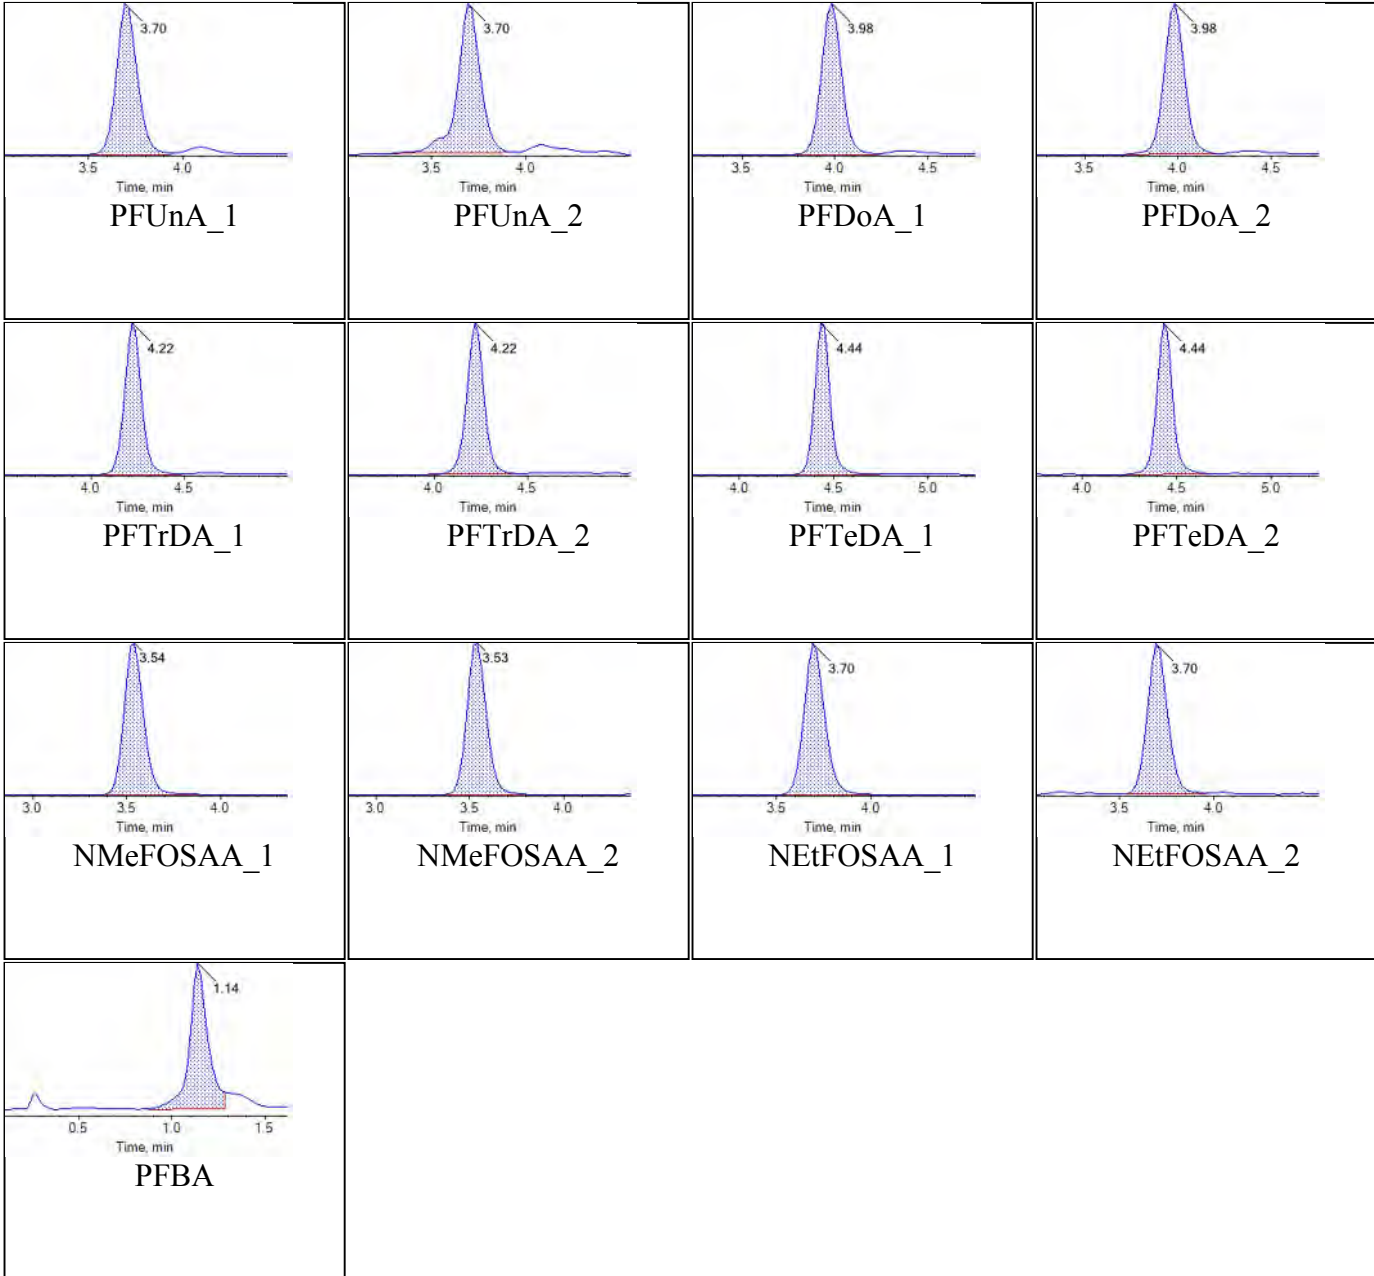 3.70
3.5 4.0
Time, min
PFUnA_1
3.70
3.5 4.0
Time, min
PFUnA_2
3.98
3.5 4.0 4.5
Time, min
PFDoA_1
3.98
3.5 4.0 4.5
Time, min
PFDoA_2
4.22
4.0 4.5
Time, min
PFTrDA_1
4.22
4.0 4.5
Time, min
PFTrDA_2
4.44
4.0 4.5 5.0
Time, min
PFTeDA_1
4.44
4.0 4.5 5.0
Time, min
PFTeDA_2
3.54
3.0 3.5 4.0
Time, min
NMeFOSAA_1
3.53
3.0 3.5 4.0
Time, min
NMeFOSAA_2
3.70
3.5 4.0
Time, min
NEtFOSAA_1
3.70
3.5 4.0
Time, min
NEtFOSAA_2
1.14
0.5 1.0 1.5
Time, min
PFBA